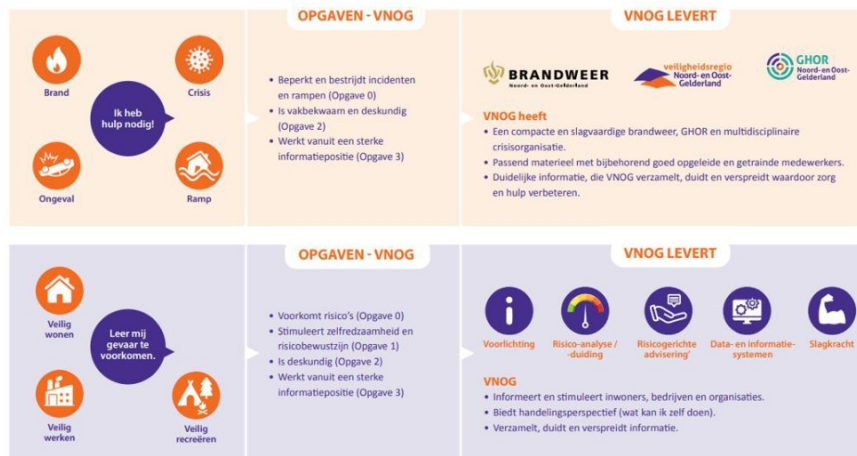 OPGAVEN - VNOG
VNOG LEVERT
Brand
Crisis
Ik heb
hulp nodig!
Ongeval
Ramp
• Beperkt en bestrijdt incidenten
en rampen (Opgave 0)
• Is vakbekwaam en deskundig
(Opgave 2)
• Werkt vanuit een sterke
informatiepositie (Opgave 3)
BRANDWEER
Noord- en Oost-Gelderland
veiligheidsregio
Noord- en Oost-
Gelderland
GHOR
Noord- en Oost-
Gelderland
VNOG heeft
• Een compacte en slagvaardige brandweer, GHOR en multidisciplinaire
crisisorganisatie.
• Passend materieel met bijbehorend goed opgeleide en getrainde medewerkers.
• Duidelijke informatie, die VNOG verzamelt, duidt en verspreidt waardoor zorg
en hulp verbeteren.
OPGAVEN - VNOG
VNOG LEVERT
Veilig
wonen
Leer mij
gevaar te
voorkomen.
Veilig
werken
Veilig
recreëren
• Voorkomt risico's (Opgave 0)
• Stimuleert zelfredzaamheid en
risicobewustzijn (Opgave 1)
• Is deskundig (Opgave 2)
• Werkt vanuit een sterke
informatiepositie (Opgave 3)
Voorlichting
Risico-analyse /
-duiding
Risicogerichte
advisering'
Data- en informatie-
systemen
Slagkracht
VNOG
• Informeert en stimuleert inwoners, bedrijven en organisaties.
• Biedt handelingsperspectief (wat kan ik zelf doen).
• Verzamelt, duidt en verspreidt informatie.